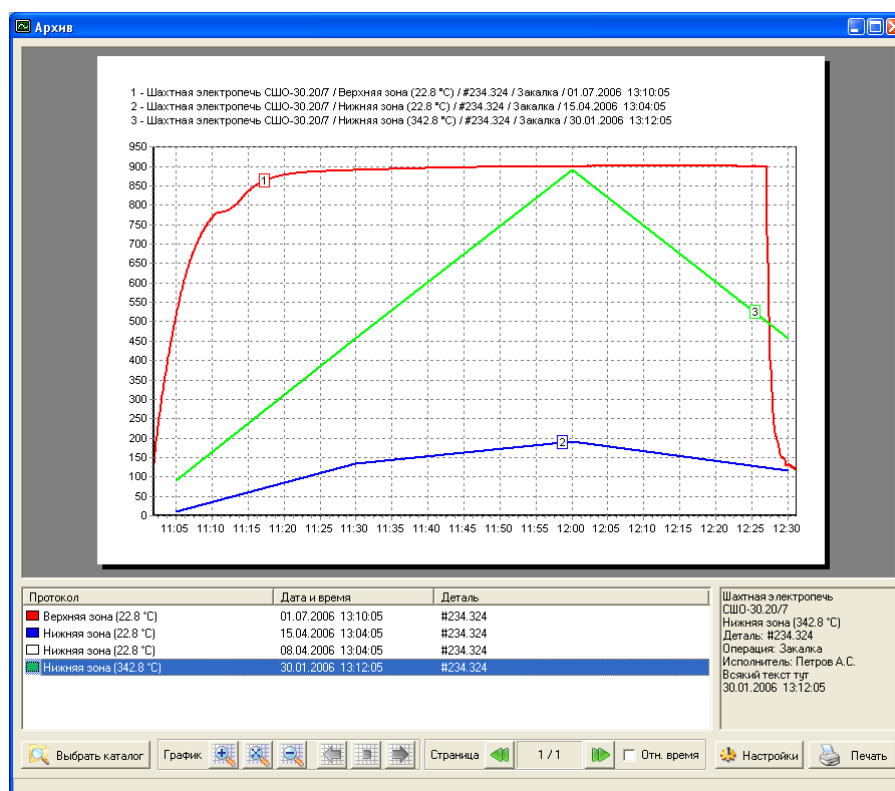 Архив
1 - Шахтная электропечь СШО-30.20/7 / Верхняя зона (22.8 °C) / #234.324 / Закалка / 01.07.2006 13:10:05
2 - Шахтная электропечь СШО-30.20/7 / Нижняя зона (22.8 °C) / #234.324 / Закалка / 15.04.2006 13:04:05
3 - Шахтная электропечь СШО-30.20/7 / Нижняя зона (342.8 °C) / #234.324 / Закалка / 30.01.2006 13:12:05
950
900
850
800
750
700
650
600
550
500
450
400
350
300
250
200
150
100
50
0
1
3
2
11:05 11:10 11:15 11:20 11:25 11:30 11:35 11:40 11:45 11:50 11:55 12:00 12:05 12:10 12:15 12:20 12:25 12:30
Протокол Дата и время Деталь
Верхняя зона (22.8 °C) 01.07.2006 13:10:05 #234.324
Нижняя зона (22.8 °C) 15.04.2006 13:04:05 #234.324
Нижняя зона (22.8 °C) 08.04.2006 13:04:05 #234.324
Нижняя зона (342.8 °C) 30.01.2006 13:12:05 #234.324
Шахтная электропечь
СШО-30.20/7
Нижняя зона (342.8 °C)
Деталь: #234.324
Операция: Закалка
Исполнитель: Петров А.С.
Всякий текст тут
30.01.2006 13:12:05
Выбрать каталог График Страница 1 / 1 Отн. время Настройки Печать